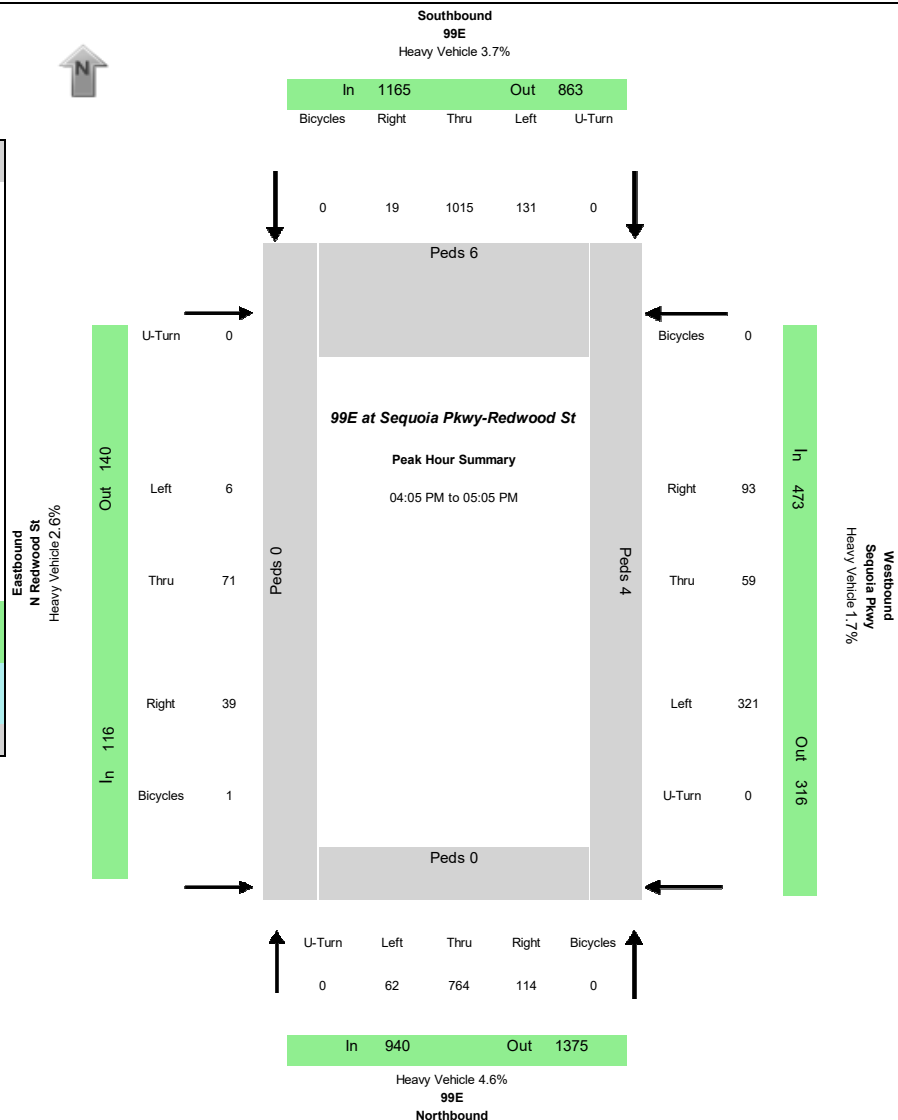 Southbound
99E
Heavy Vehicle 3.7%
N
In 1165 Out 863
Bicycles Right Thru Left U-Turn
0 19 1015 131 0
Peds 6
U-Turn 0
Bicycles 0
99E at Sequoia Pkwy-Redwood St
Peak Hour Summary
04:05 PM to 05:05 PM
Out 140
In 473
Left 6
Right 93
Eastbound
N Redwood St
Heavy Vehicle 2.6%
Thru 71
Peds 0
Peds 4
Thru 59
Westbound
Sequoia Pkwy
Heavy Vehicle 1.7%
Right 39
Left 321
In 116
Out 316
Bicycles 1
U-Turn 0
Peds 0
U-Turn Left Thru Right Bicycles
0 62 764 114 0
In 940 Out 1375
Heavy Vehicle 4.6%
99E
Northbound